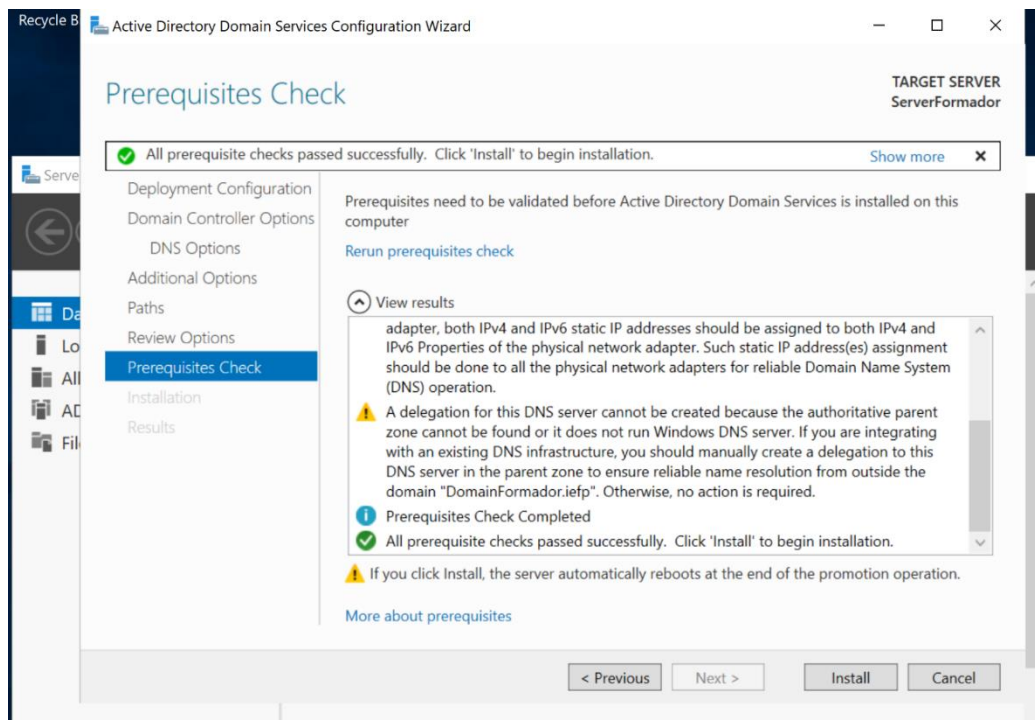 Recycle B
Active Directory Domain Services Configuration Wizard
Prerequisites Check
TARGET SERVER
ServerFormador
All prerequisite checks passed successfully. Click 'Install' to begin installation.
Show more
Serve
Deployment Configuration
Domain Controller Options
DNS Options
Additional Options
Paths
Review Options
Prerequisites Check
Installation
Results
Da
Lo
All
AD
Fil
Prerequisites need to be validated before Active Directory Domain Services is installed on this
computer
Rerun prerequisites check
View results
adapter, both IPv4 and IPv6 static IP addresses should be assigned to both IPv4 and
IPv6 Properties of the physical network adapter. Such static IP address(es) assignment
should be done to all the physical network adapters for reliable Domain Name System
(DNS) operation.
A delegation for this DNS server cannot be created because the authoritative parent
zone cannot be found or it does not run Windows DNS server. If you are integrating
with an existing DNS infrastructure, you should manually create a delegation to this
DNS server in the parent zone to ensure reliable name resolution from outside the
domain "DomainFormador.iefp". Otherwise, no action is required.
Prerequisites Check Completed
All prerequisite checks passed successfully. Click 'Install' to begin installation.
If you click Install, the server automatically reboots at the end of the promotion operation.
More about prerequisites
< Previous
Next >
Install
Cancel